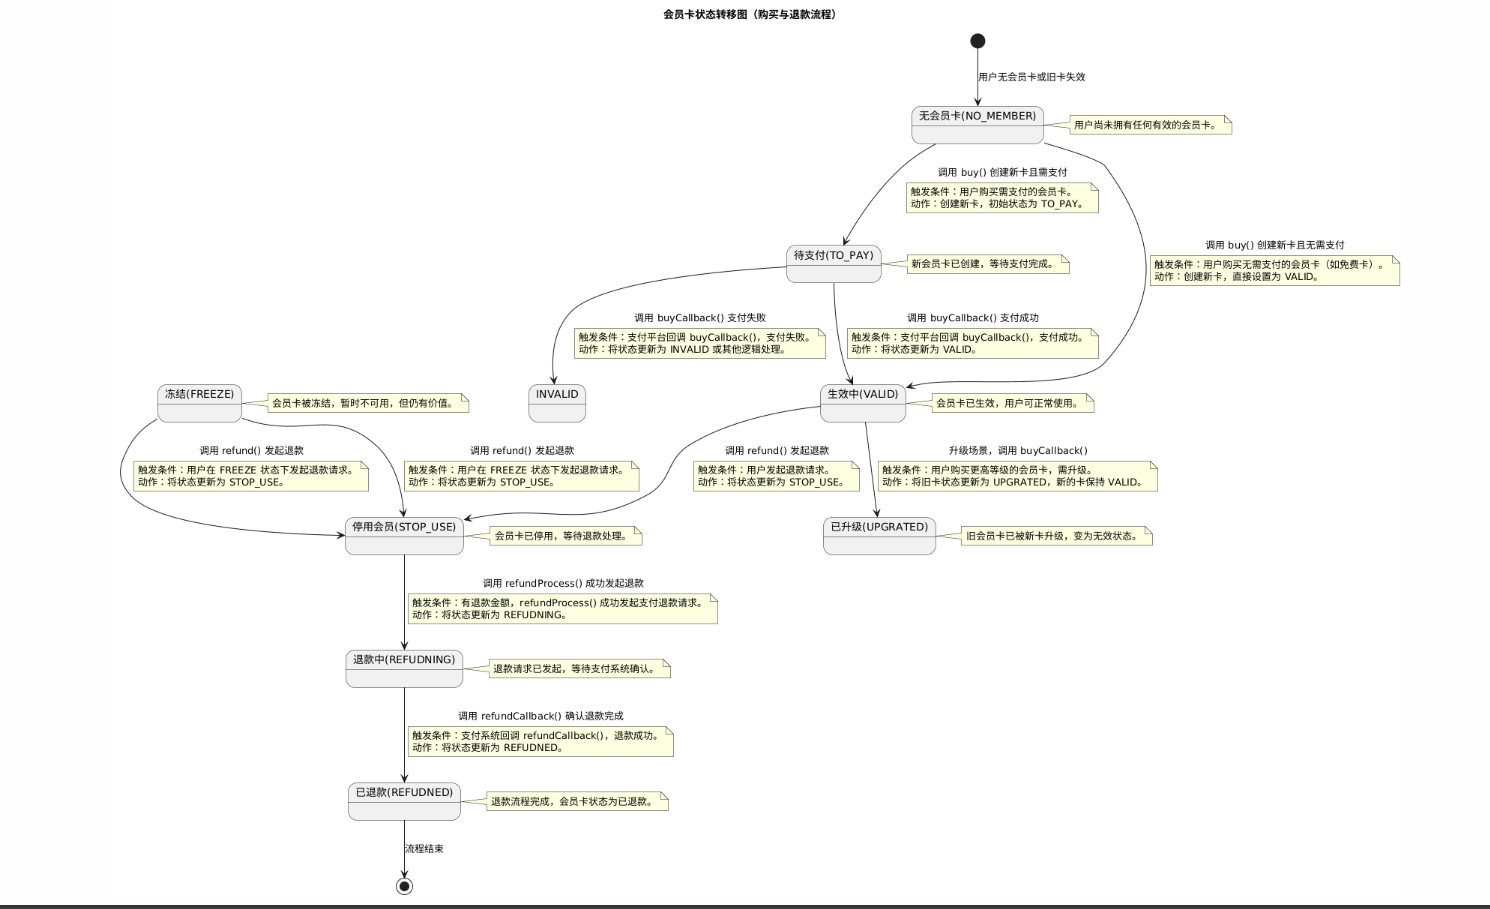 会员卡状态转移图（购买与退款流程）
用户无会员卡或旧卡失效
无会员卡(NO_MEMBER)
用户尚未拥有任何有效的会员卡。
调用 buy() 创建新卡且需支付
触发条件：用户购买需支付的会员卡。
动作：创建新卡，初始状态为 TO_PAY。
调用 buy() 创建新卡且无需支付
触发条件：用户购买无需支付的会员卡（如免费卡）。
动作：创建新卡，直接设置为 VALID。
待支付(TO_PAY)
新会员卡已创建，等待支付完成。
调用 buyCallback() 支付失败
触发条件：支付平台回调 buyCallback()，支付失败。
动作：将状态更新为 INVALID 或其他逻辑处理。
调用 buyCallback() 支付成功
触发条件：支付平台回调 buyCallback()，支付成功。
动作：将状态更新为 VALID。
冻结(FREEZE)
会员卡被冻结，暂时不可用，但仍有价值。
INVALID
生效中(VALID)
会员卡已生效，用户可正常使用。
调用 refund() 发起退款
触发条件：用户在 FREEZE 状态下发起退款请求。
动作：将状态更新为 STOP_USE。
调用 refund() 发起退款
触发条件：用户在 FREEZE 状态下发起退款请求。
动作：将状态更新为 STOP_USE。
调用 refund() 发起退款
触发条件：用户发起退款请求。
动作：将状态更新为 STOP_USE。
升级场景，调用 buyCallback()
触发条件：用户购买更高等级的会员卡，需升级。
动作：将旧卡状态更新为 UPGRATED，新的卡保持 VALID。
停用会员(STOP_USE)
会员卡已停用，等待退款处理。
已升级(UPGRATED)
旧会员卡已被新卡升级，变为无效状态。
调用 refundProcess() 成功发起退款
触发条件：有退款金额，refundProcess() 成功发起支付退款请求。
动作：将状态更新为 REFUDNING。
退款中(REFUDNING)
退款请求已发起，等待支付系统确认。
调用 refundCallback() 确认退款完成
触发条件：支付系统回调 refundCallback()，退款成功。
动作：将状态更新为 REFUDNED。
已退款(REFUDNED)
退款流程完成，会员卡状态为已退款。
流程结束